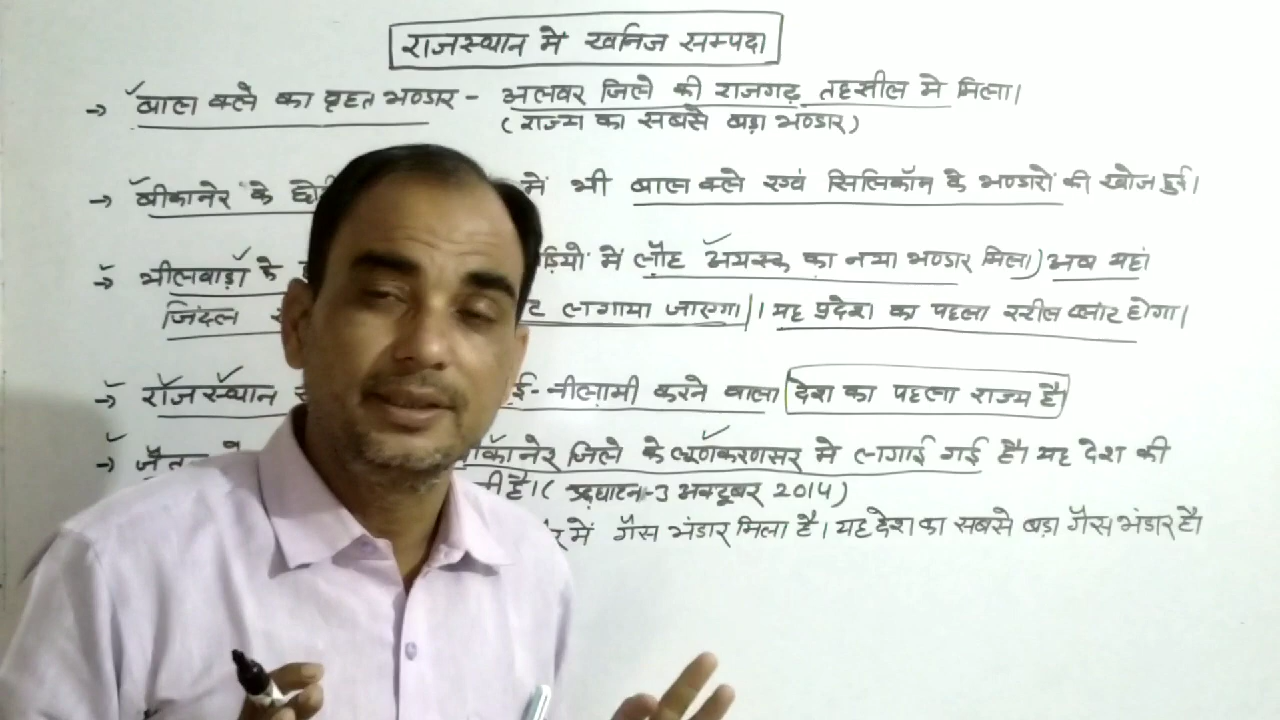 राजस्थान मे खनिज सम्पदा
→ बाल क्ले का वृहत भण्डार - अलवर जिले की राजगढ़ तहसील मे मिला।
(राज्य का सबसे बड़ा भण्डार)
→ बीकानेर के में भी बाल क्ले एवं सिलिकॉन के भण्डारों की खोज हुई।
→ भीलवाड़ा के में लौह अयस्क का नया भण्डार मिला) अब यहां
जिंदल लगाया जाएगा।। यह प्रदेश का पहला स्टील प्लांट होगा।
→ राजस्थान ई-नीलामी करने वाला देश का पहला राज्य है
→ जिले के लूणकरणसर मे लगाई गई है। यह देश की
है। (उद्घाटन-3 अक्टूबर 2014)
में गैस भंडार मिला है। यह देश का सबसे बड़ा गैस भंडार है।